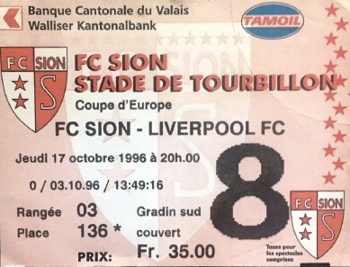 Banque Cantonale du Valais
Walliser Kantonalbank
TAMOIL
FC SION
S
FC SION
STADE DE TOURBILLON
Coupe d'Europe
FC SION - LIVERPOOL FC
Jeudi 17 octobre 1996 à 20h.00
0 / 03.10.96 / 13:49:16
8
Rangée 03 Gradin sud
Place 136 * couvert
PRIX: Fr. 35.00
FC SION
S
Taxes pour
les spectacles
comprises